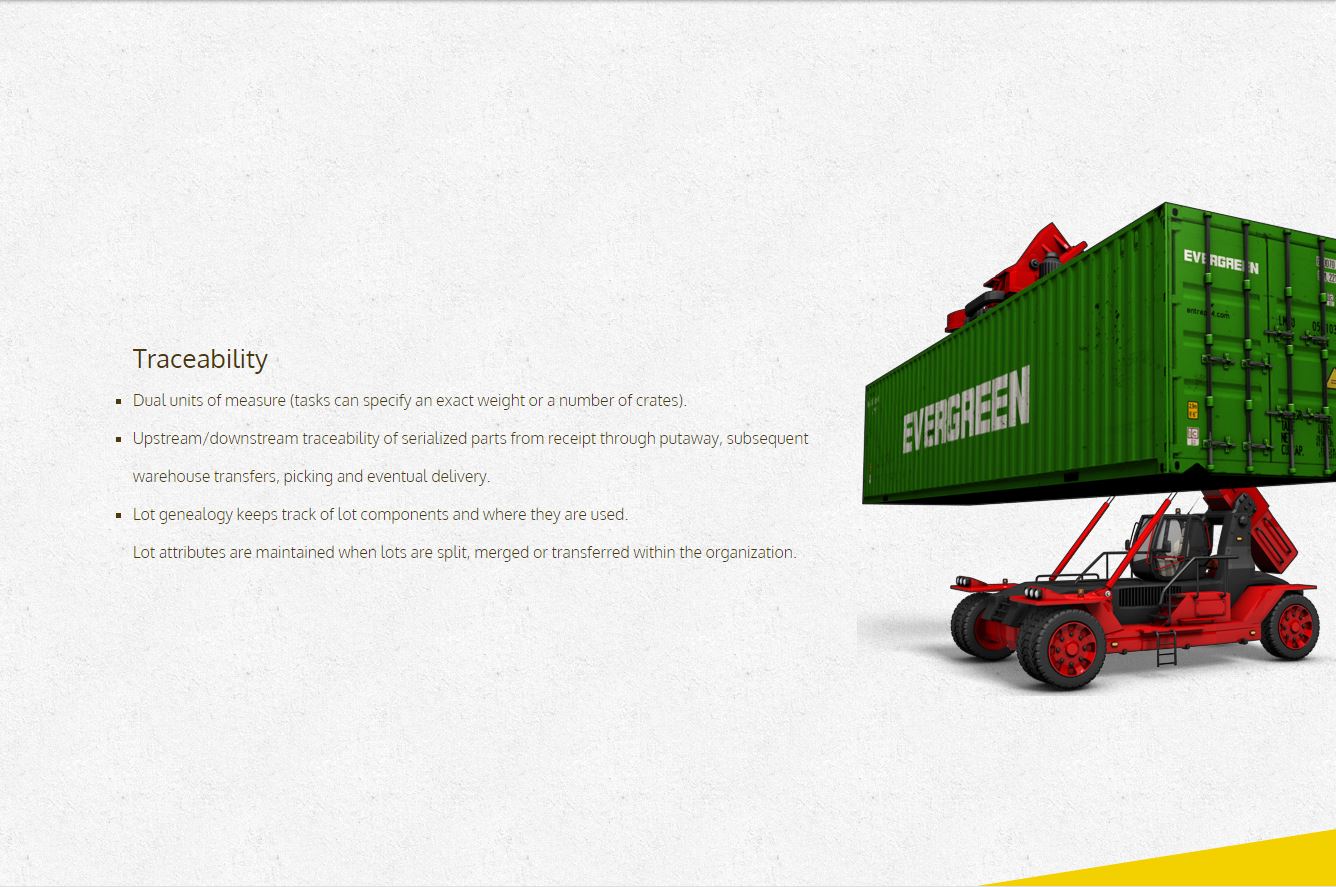 Traceability
Dual units of measure (tasks can specify an exact weight or a number of crates).
Upstream/downstream traceability of serialized parts from receipt through putaway, subsequent
warehouse transfers, picking and eventual delivery.
Lot genealogy keeps track of lot components and where they are used.
Lot attributes are maintained when lots are split, merged or transferred within the organization.
EVERGREEN
EVERGREEN